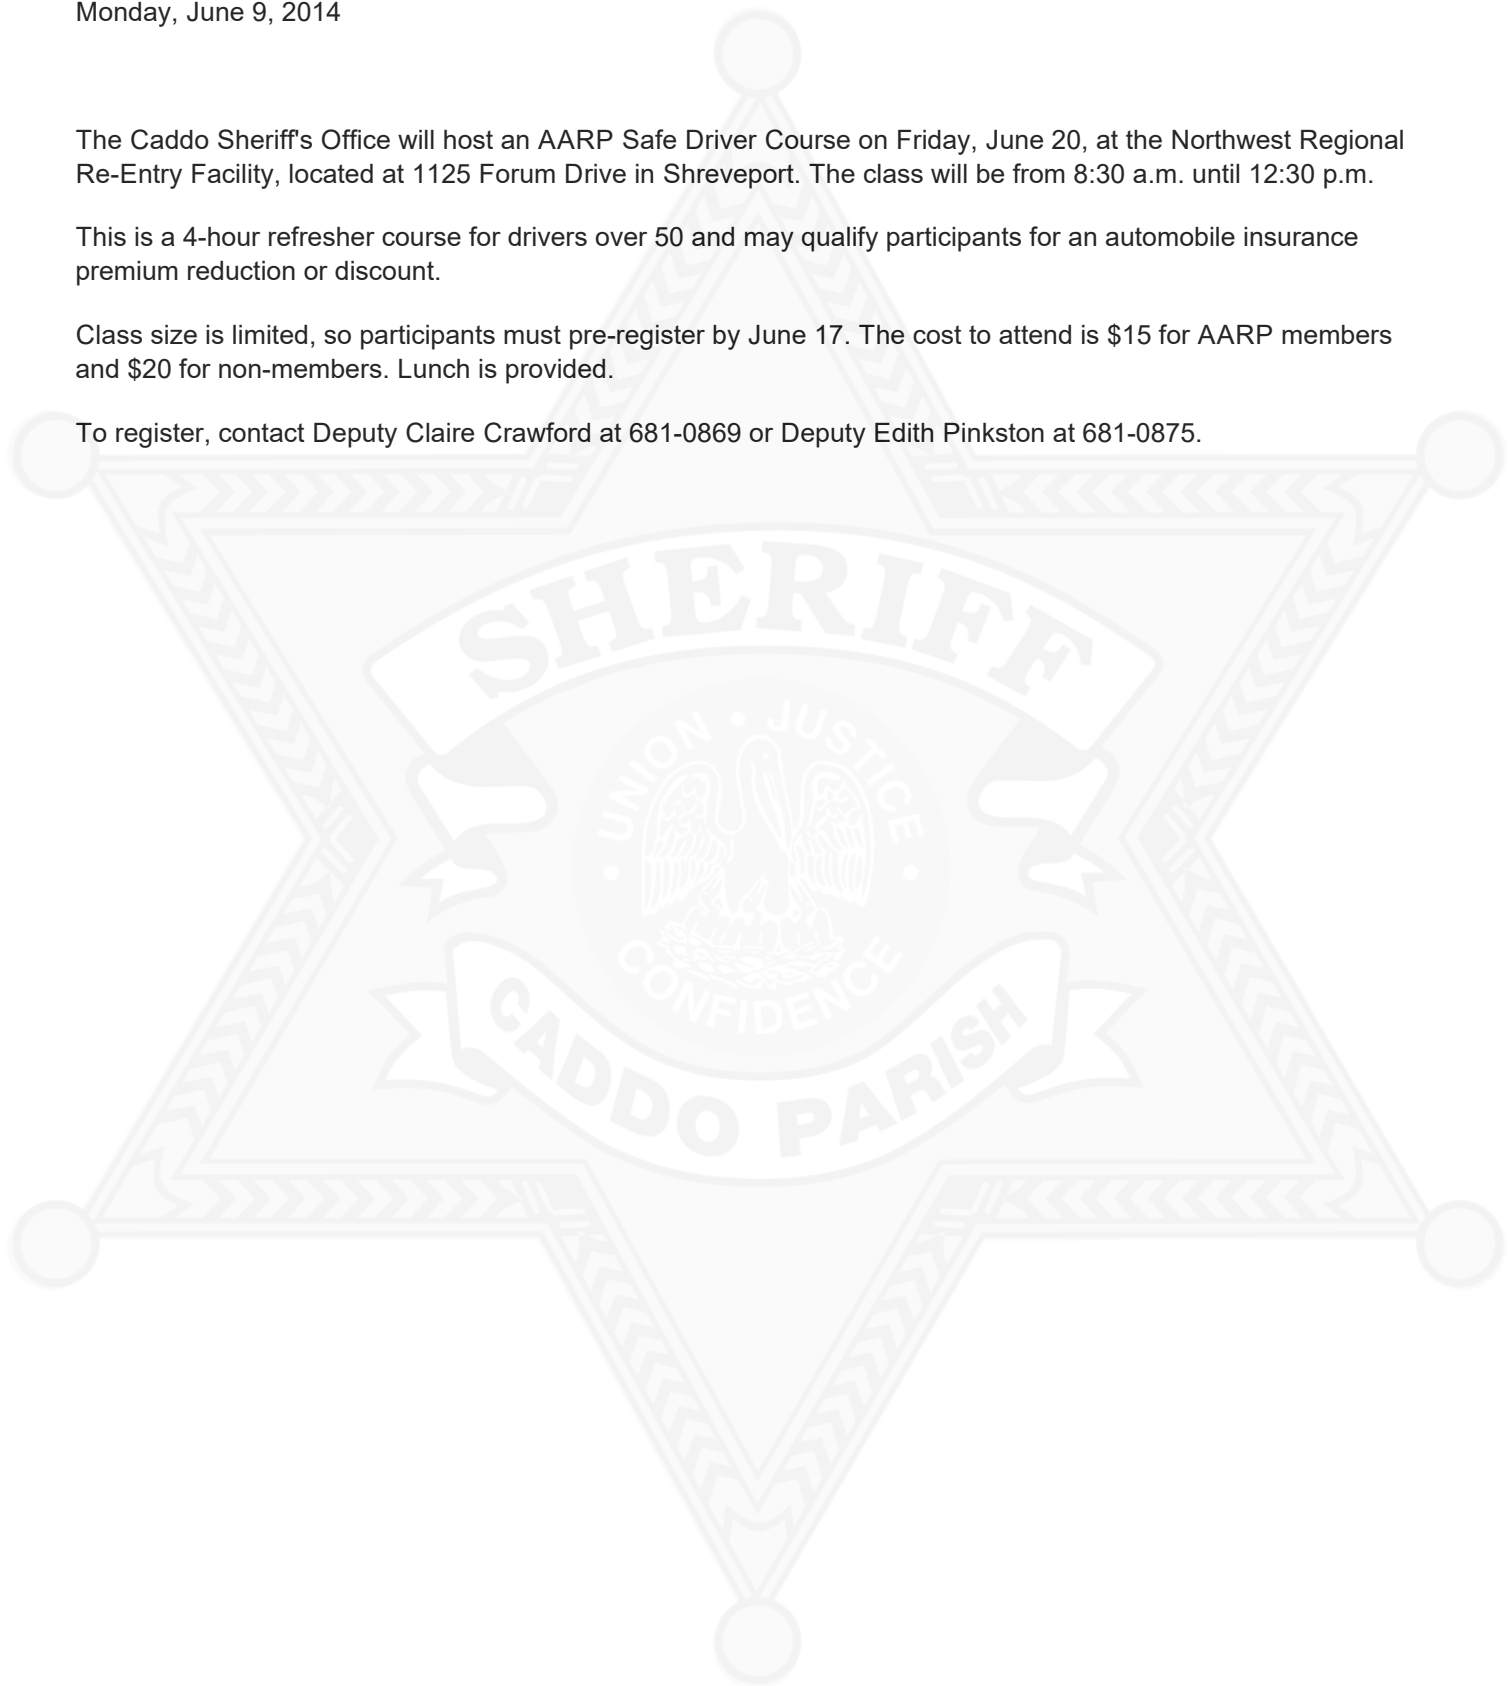 Monday, June 9, 2014
The Caddo Sheriff's Office will host an AARP Safe Driver Course on Friday, June 20, at the Northwest Regional
Re-Entry Facility, located at 1125 Forum Drive in Shreveport. The class will be from 8:30 a.m. until 12:30 p.m.
This is a 4-hour refresher course for drivers over 50 and may qualify participants for an automobile insurance
premium reduction or discount.
Class size is limited, so participants must pre-register by June 17. The cost to attend is $15 for AARP members
and $20 for non-members. Lunch is provided.
To register, contact Deputy Claire Crawford at 681-0869 or Deputy Edith Pinkston at 681-0875.
SHERIFF
UNION • JUSTICE
• CONFIDENCE •
CADDO PARISH